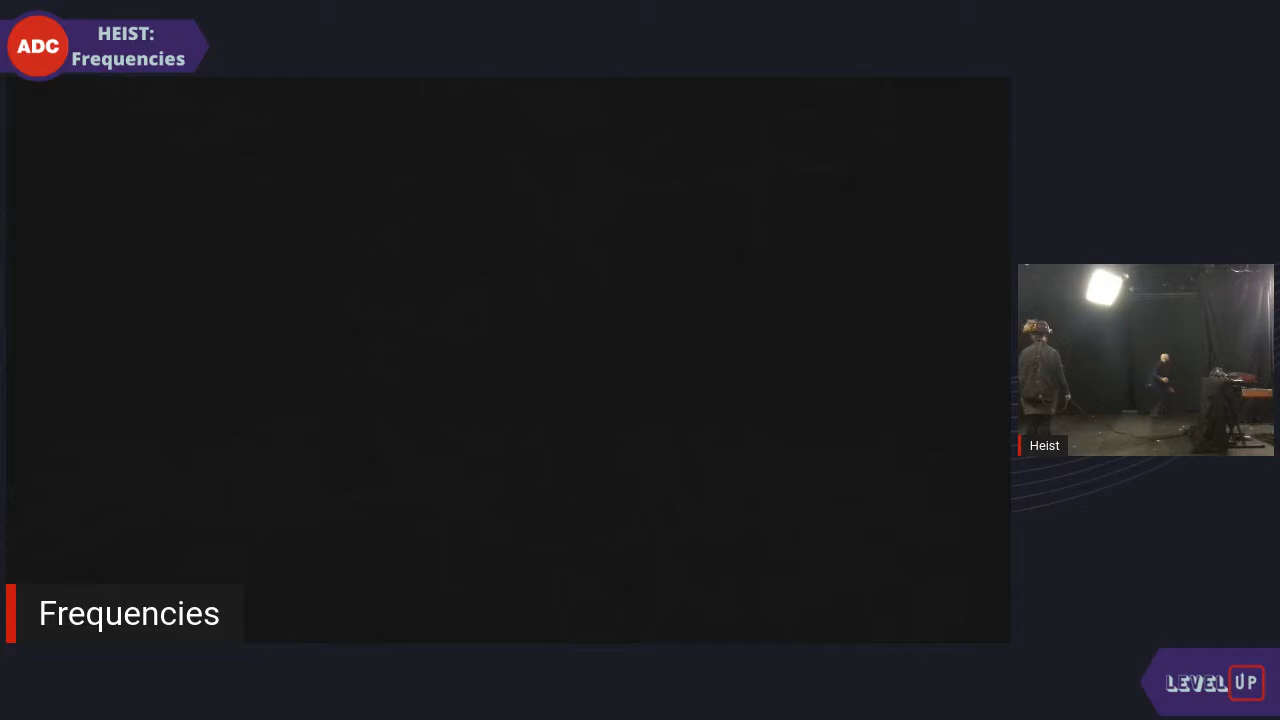 ADC
HEIST:
Frequencies
Heist
Frequencies
LEVEL UP